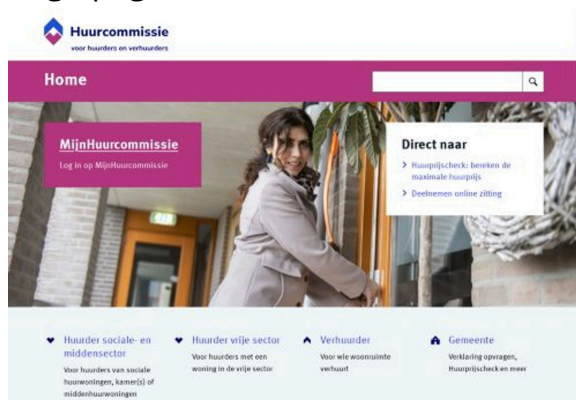 Huurcommissie
voor huurders en verhuurders
Home
MijnHuurcommissie
Log in op MijnHuurcommissie
Direct naar
Huurprijscheck: bereken de
maximale huurprijs
Deelnemen online zitting
Huurder sociale- en
middensector
Voor huurders van sociale
huurwoningen, kamer(s) of
middenhuurwoningen
Huurder vrije sector
Voor huurders met een
woning in de vrije sector
Verhuurder
Voor wie woonruimte
verhuurt
Gemeente
Verklaring opvragen,
Huurprijscheck en meer